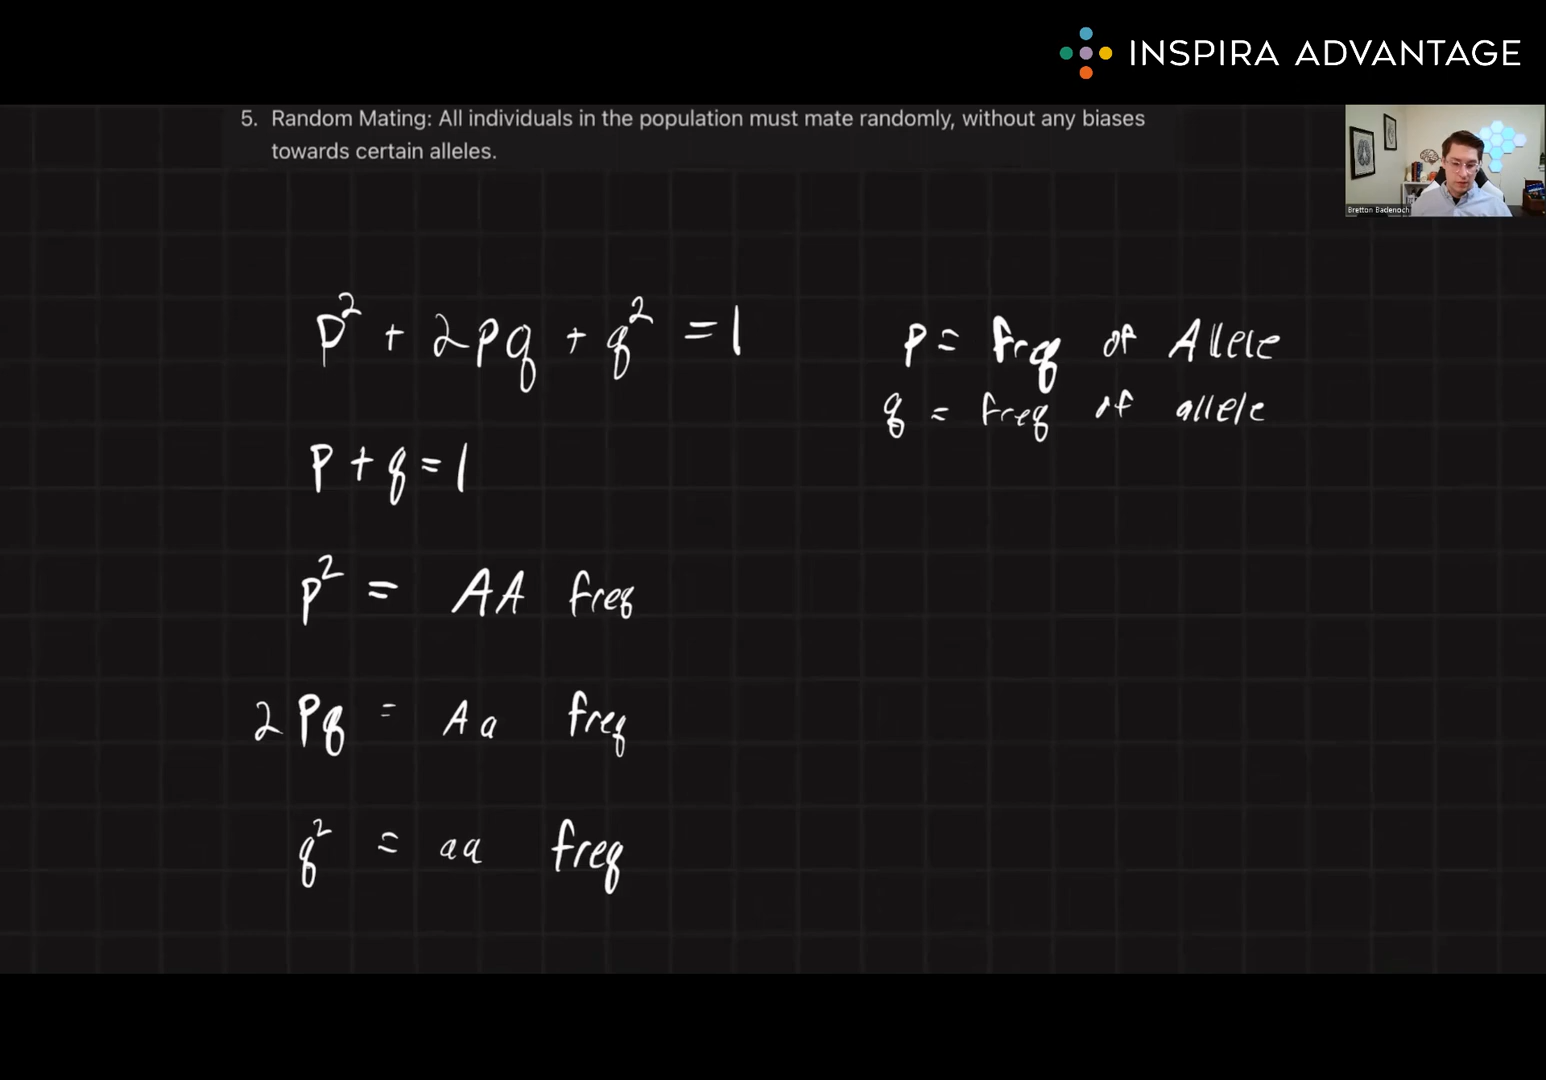 INSPIRA ADVANTAGE
5. Random Mating: All individuals in the population must mate randomly, without any biases
towards certain alleles.
Bretton Badenoch
p² + 2pq + q² = 1
p = freq of Allele
q = freq of allele
p + q = 1
p² = AA freq
2pq = Aa freq
q² = aa freq